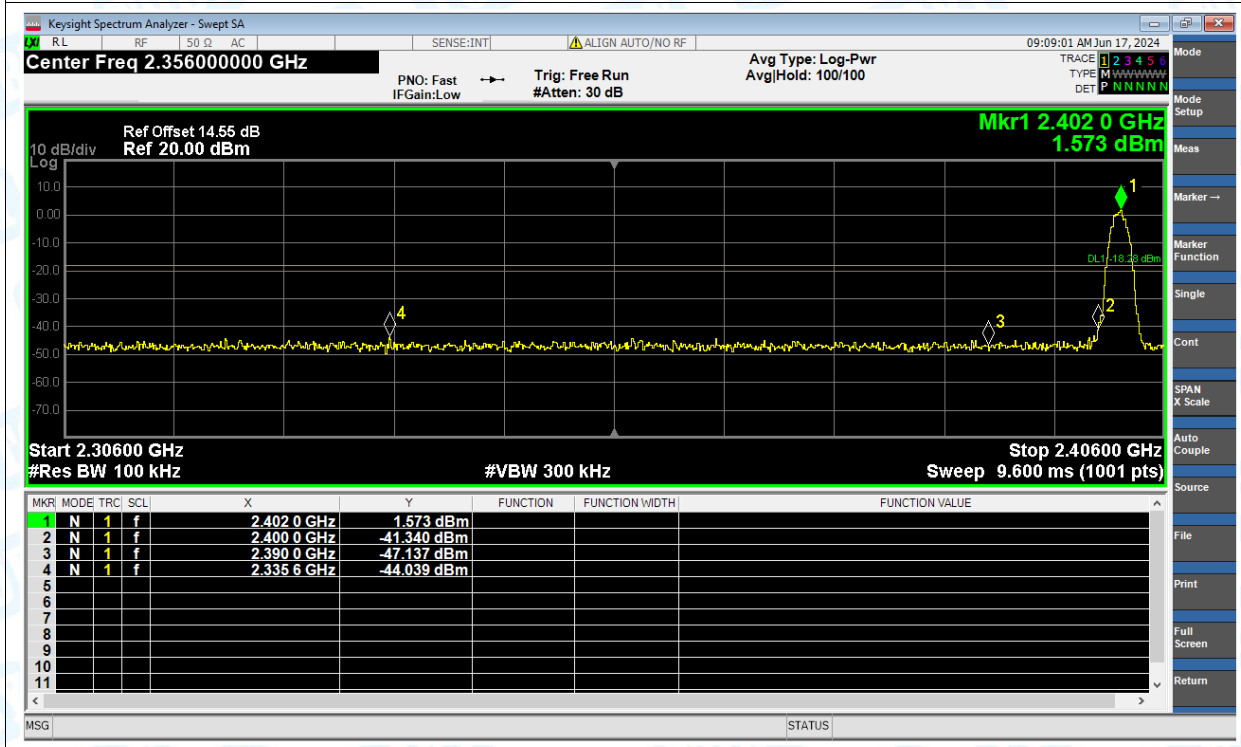 Keysight Spectrum Analyzer - Swept SA
LXI RL RF 50 Ω AC SENSE:INT ALIGN AUTO/NO RF 09:09:01 AM Jun 17, 2024
Center Freq 2.356000000 GHz
PNO: Fast
IFGain:Low
Trig: Free Run
#Atten: 30 dB
Avg Type: Log-Pwr
Avg|Hold: 100/100
TRACE 1 2 3 4 5 6
TYPE M WWWWW
DET P N N N N N
Ref Offset 14.55 dB
10 dB/div Ref 20.00 dBm
Log
Mkr1 2.402 0 GHz
1.573 dBm
10.0
0.00
-10.0
-20.0
-30.0
-40.0
-50.0
-60.0
-70.0
1
DL1 -18.28 dBm
2
3
4
Start 2.30600 GHz Stop 2.40600 GHz
#Res BW 100 kHz #VBW 300 kHz Sweep 9.600 ms (1001 pts)
MKR MODE TRC SCL X Y FUNCTION FUNCTION WIDTH FUNCTION VALUE
1 N 1 f 2.402 0 GHz 1.573 dBm
2 N 1 f 2.400 0 GHz -41.340 dBm
3 N 1 f 2.390 0 GHz -47.137 dBm
4 N 1 f 2.335 6 GHz -44.039 dBm
5
6
7
8
9
10
11
MSG STATUS
Mode
Mode
Setup
Meas
Marker →
Marker
Function
Single
Cont
SPAN
X Scale
Auto
Couple
Source
File
Print
Full
Screen
Return